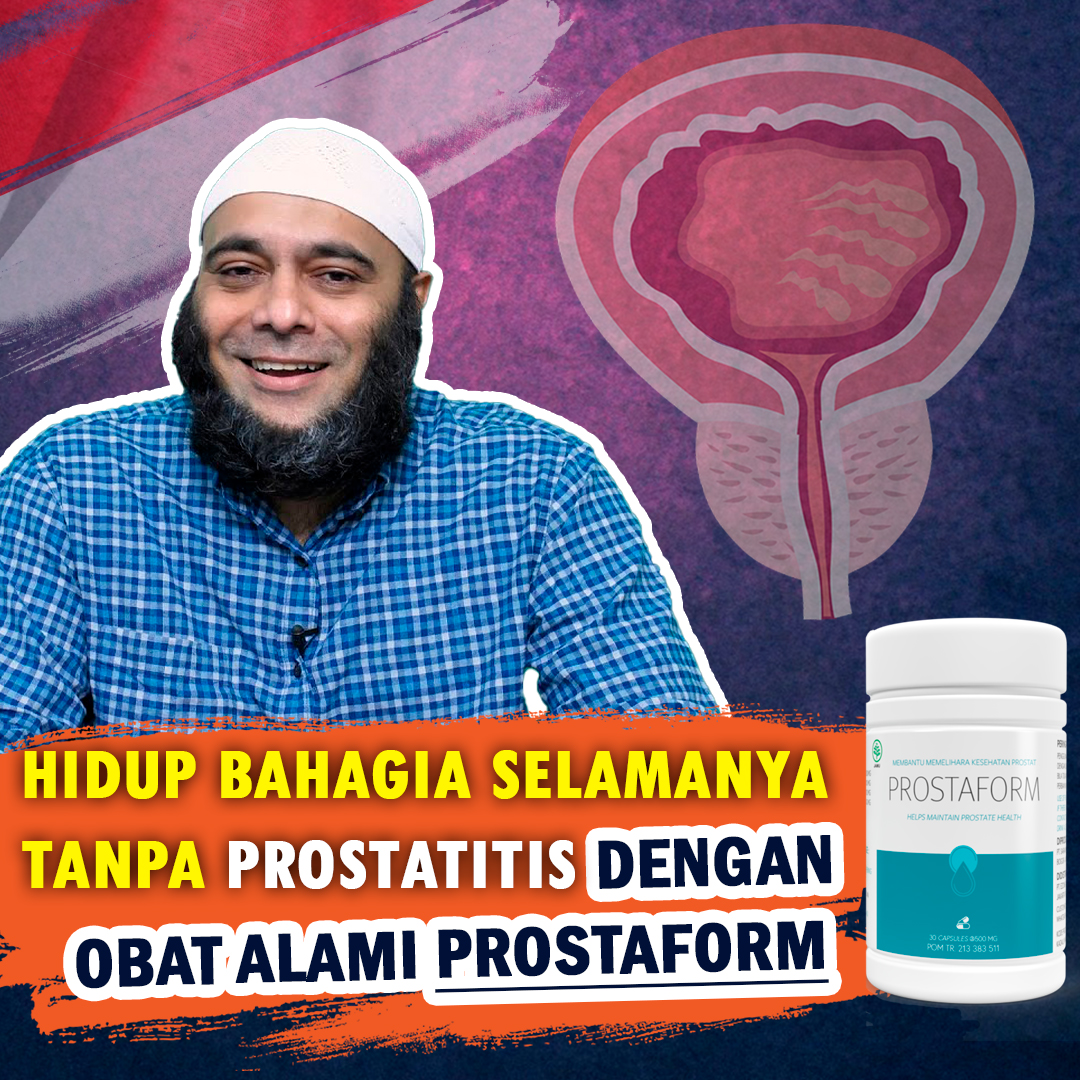 HIDUP BAHAGIA SELAMANYA
TANPA PROSTATITIS DENGAN
OBAT ALAMI PROSTAFORM
MEMBANTU MEMELIHARA KESEHATAN PROSTAT
PROSTAFORM
HELPS MAINTAIN PROSTATE HEALTH
30 CAPSULES @500 MG
POM TR. 213 383 511